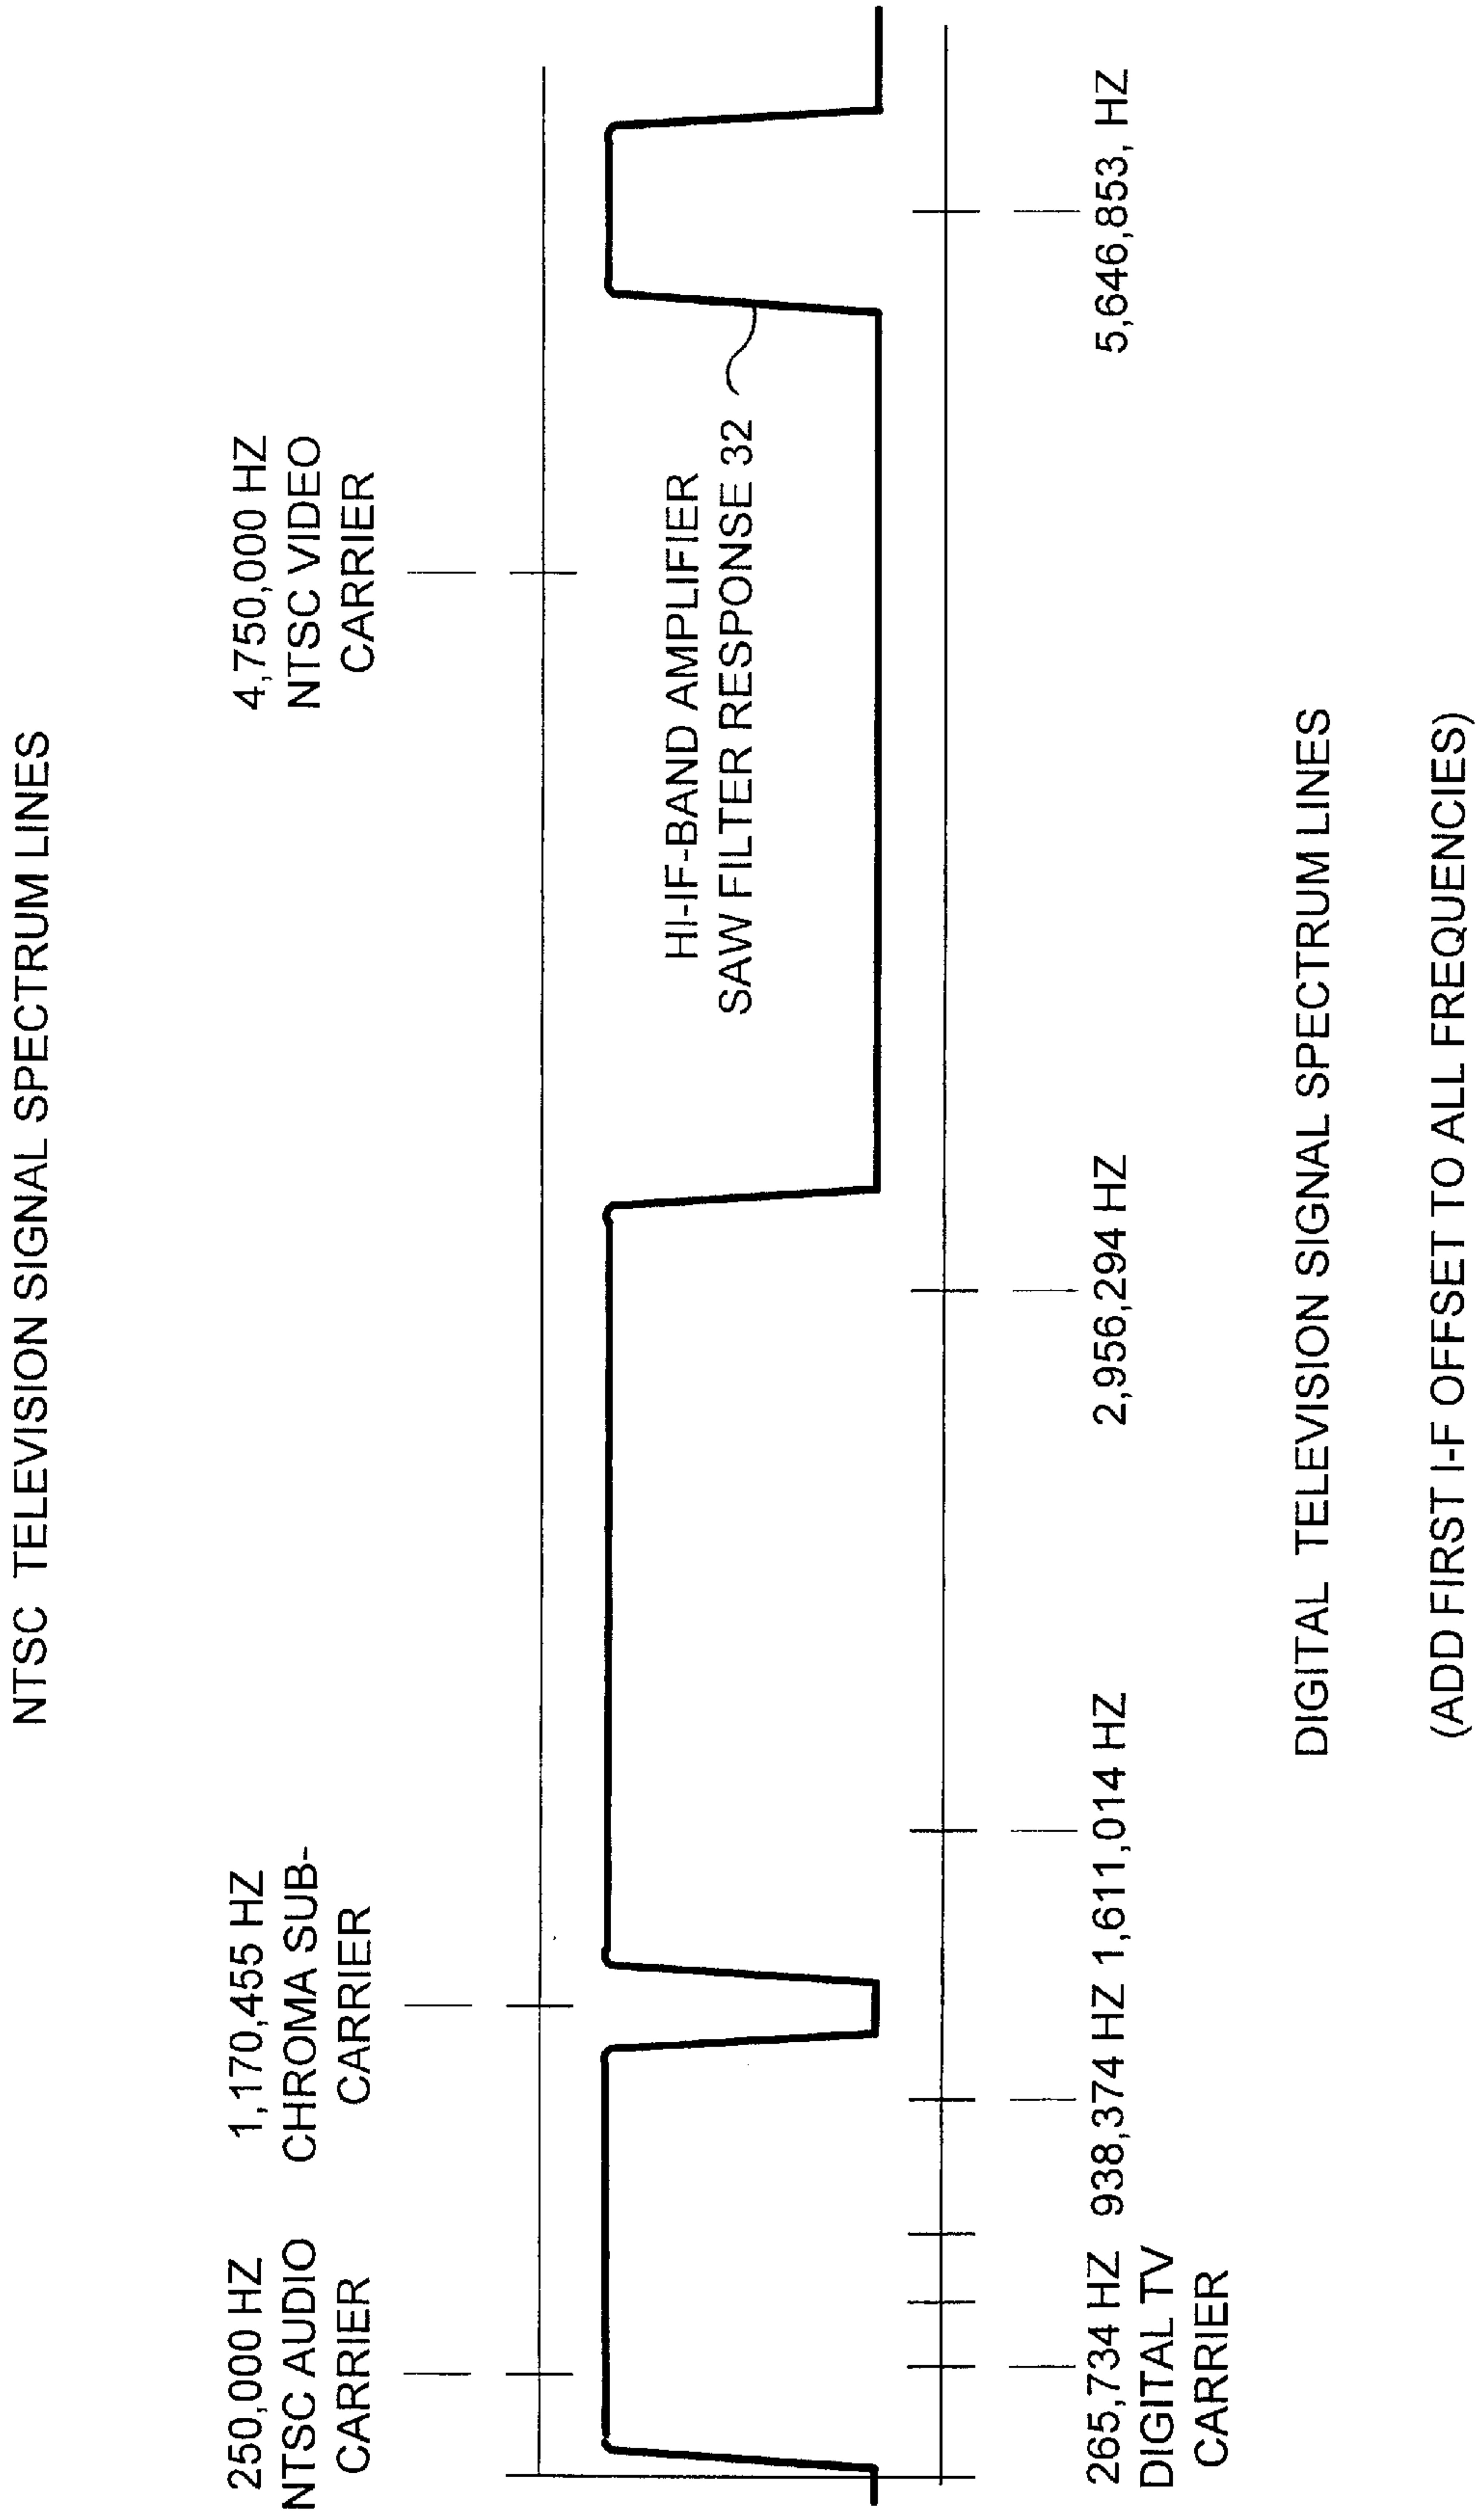 NTSC TELEVISION SIGNAL SPECTRUM LINES
250,000 HZ
NTSC AUDIO
CARRIER
1,170,455 HZ
CHROMA SUB-
CARRIER
4,750,000 HZ
NTSC VIDEO
CARRIER
HI-IF-BAND AMPLIFIER
SAW FILTER RESPONSE 32
265,734 HZ
DIGITAL TV
CARRIER
938,374 HZ
1,611,014 HZ
2,956,294 HZ
5,646,853, HZ
DIGITAL TELEVISION SIGNAL SPECTRUM LINES
(ADD FIRST I-F OFFSET TO ALL FREQUENCIES)